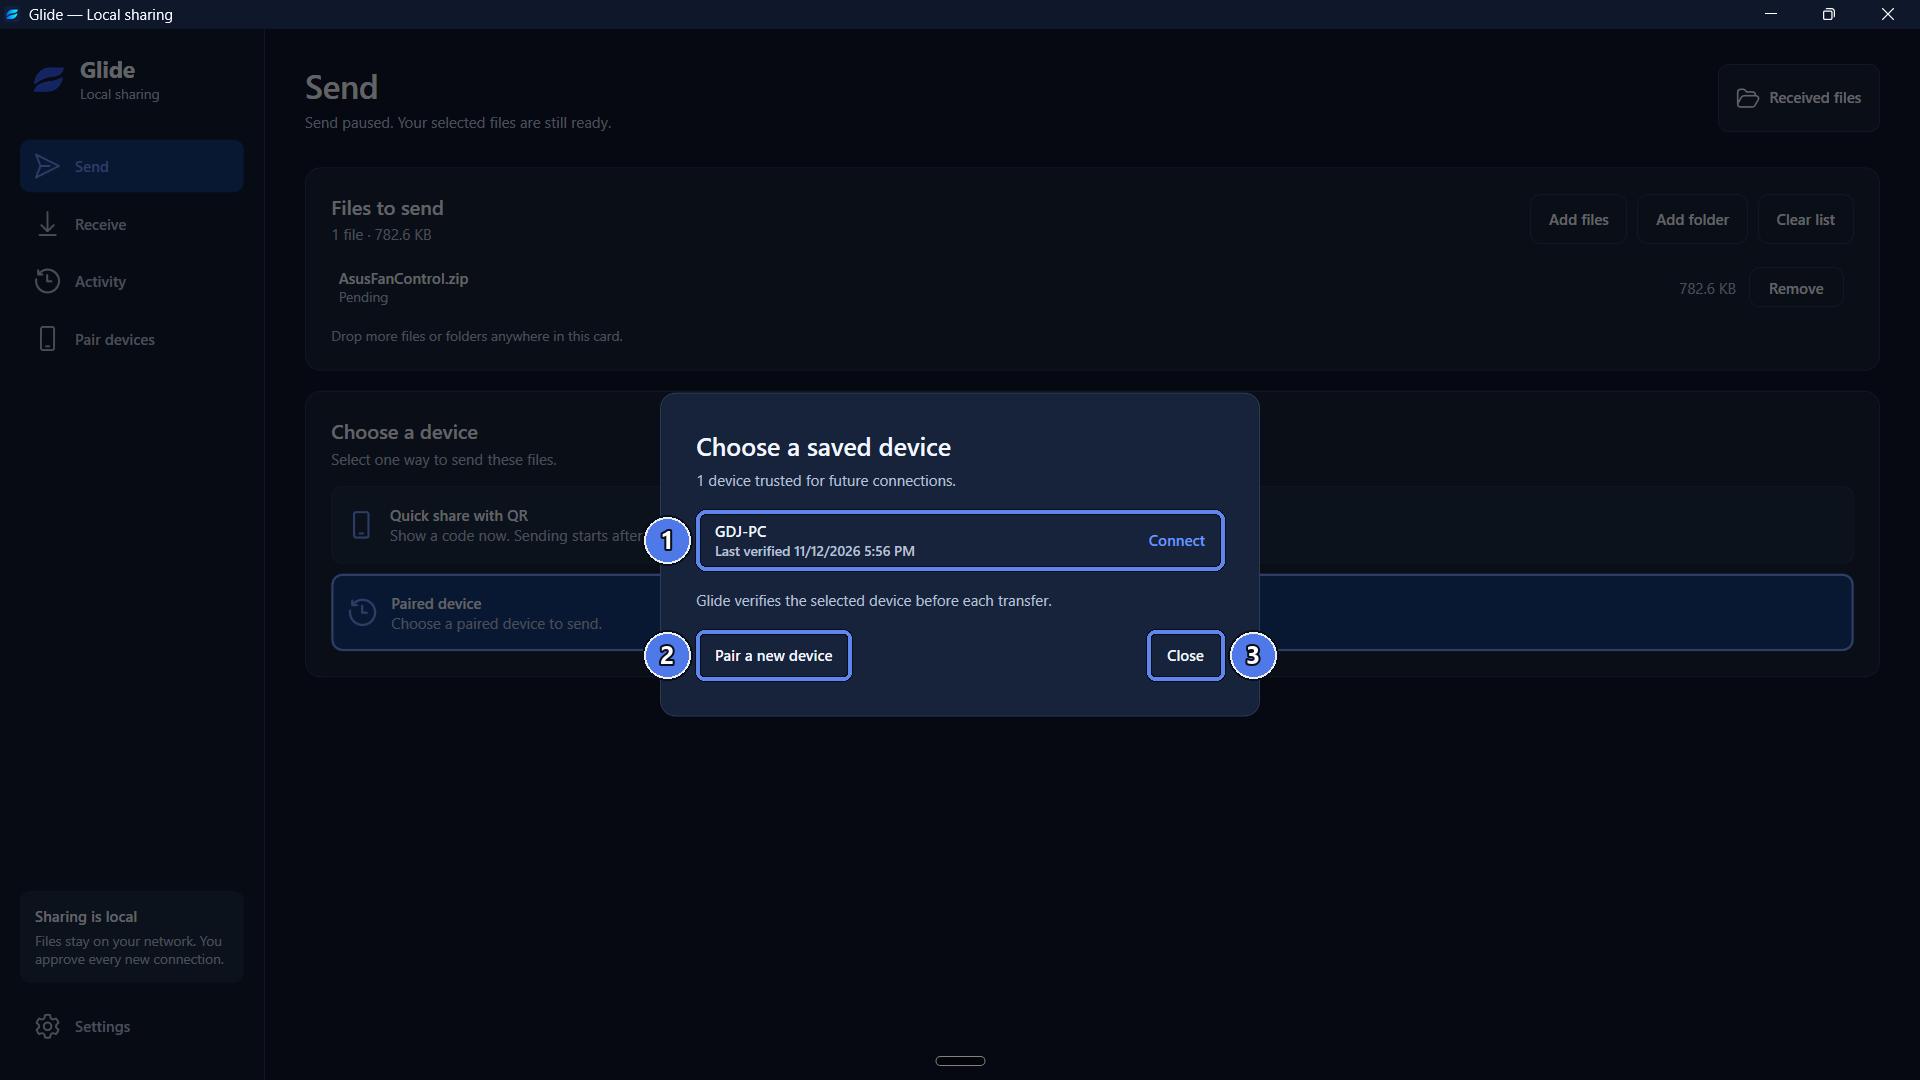 Glide — Local sharing
Glide
Local sharing
Send
Receive
Activity
Pair devices
Sharing is local
Files stay on your network. You
approve every new connection.
Settings
Send
Send paused. Your selected files are still ready.
Received files
Files to send
1 file · 782.6 KB
Add files
Add folder
Clear list
AsusFanControl.zip
Pending
782.6 KB
Remove
Drop more files or folders anywhere in this card.
Choose a device
Select one way to send these files.
Quick share with QR
Show a code now. Sending starts after
Paired device
Choose a paired device to send.
Choose a saved device
1 device trusted for future connections.
1
GDJ-PC
Last verified 11/12/2026 5:56 PM
Connect
Glide verifies the selected device before each transfer.
2
Pair a new device
Close
3